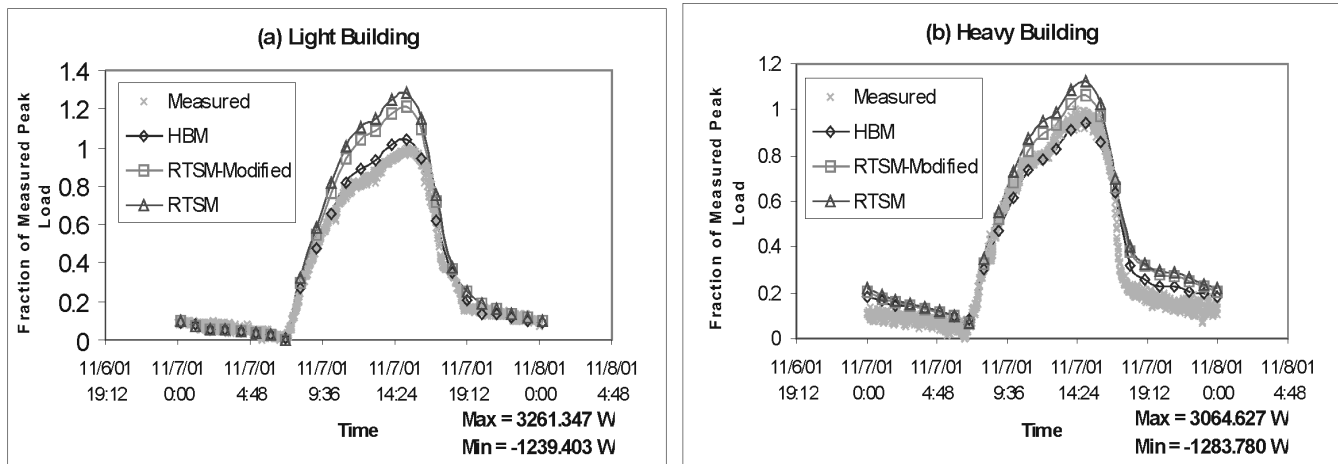 (a) Light Building
Fraction of Measured Peak
Load
1.4
1.2
1
0.8
0.6
0.4
0.2
0
Measured
HBM
RTSM-Modified
RTSM
11/6/01 11/7/01 11/7/01 11/7/01 11/7/01 11/7/01 11/8/01 11/8/01
19:12 0:00 4:48 9:36 14:24 19:12 0:00 4:48
Time
Max = 3261.347 W
Min = -1239.403 W
(b) Heavy Building
Fraction of Measured Peak
Load
1.2
1
0.8
0.6
0.4
0.2
0
Measured
HBM
RTSM-Modified
RTSM
11/6/01 11/7/01 11/7/01 11/7/01 11/7/01 11/7/01 11/8/01 11/8/01
19:12 0:00 4:48 9:36 14:24 19:12 0:00 4:48
Time
Max = 3064.627 W
Min = -1283.780 W